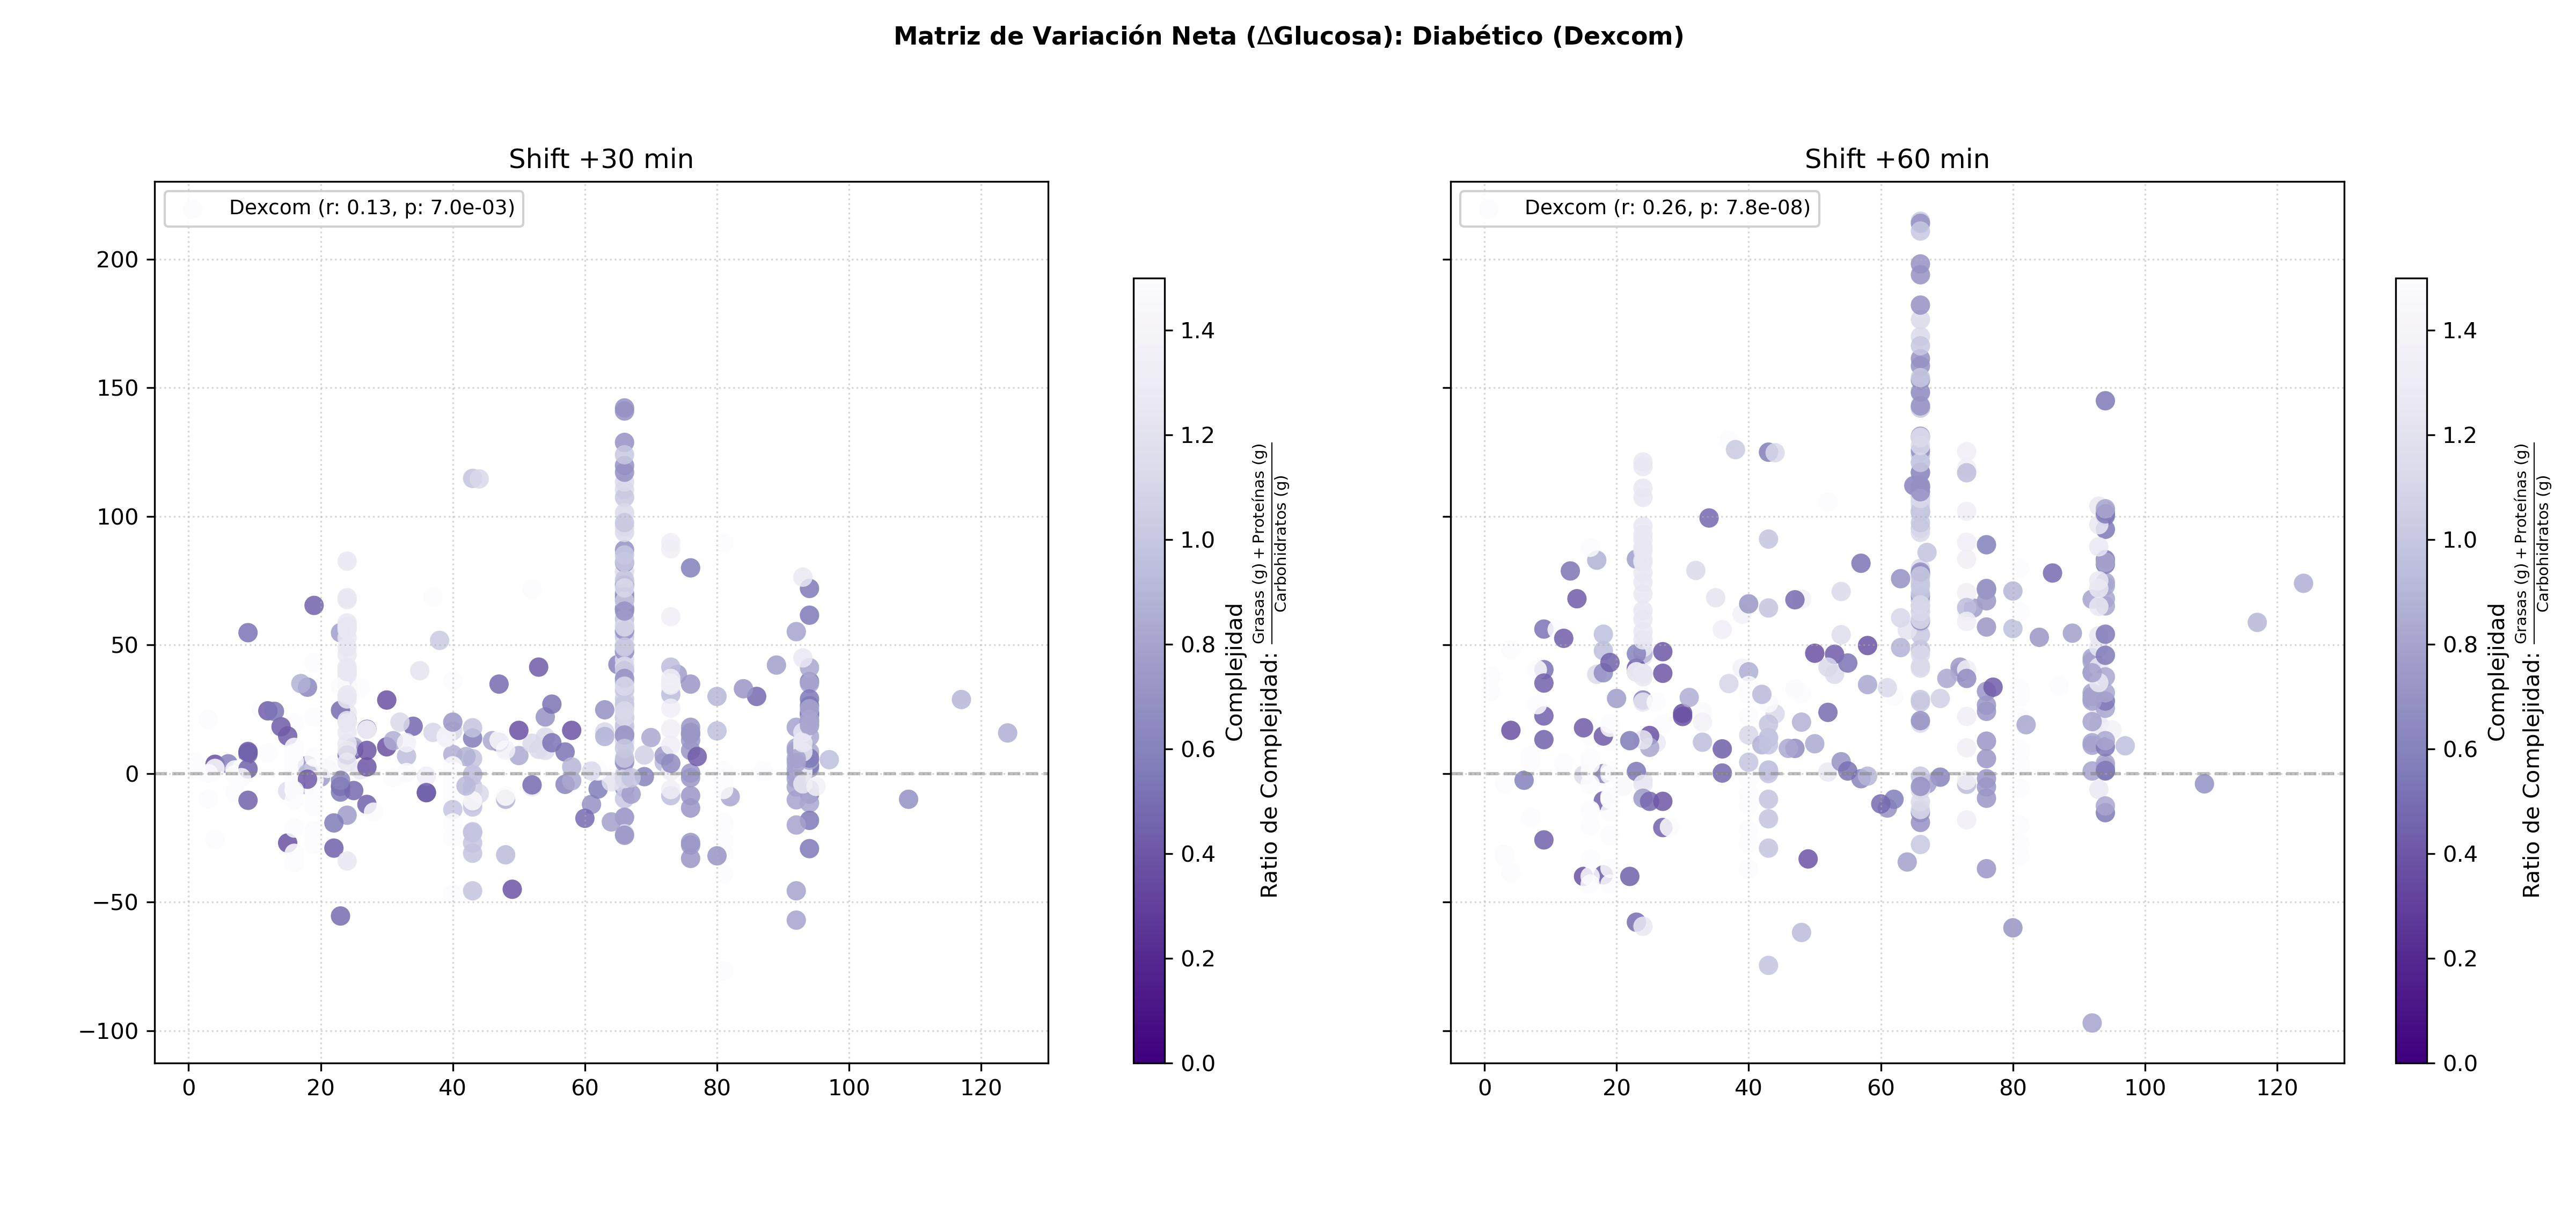 Matriz de Variación Neta (ΔGlucosa): Diabético (Dexcom)
Shift +30 min
Dexcom (r: 0.13, p: 7.0e-03)
200
150
100
50
0
−50
−100
0 20 40 60 80 100 120
1.4
1.2
1.0
0.8
0.6
0.4
0.2
0.0
Complejidad
Ratio de Complejidad: Grasas (g) + Proteínas (g)
Carbohidratos (g)
Shift +60 min
Dexcom (r: 0.26, p: 7.8e-08)
0 20 40 60 80 100 120
1.4
1.2
1.0
0.8
0.6
0.4
0.2
0.0
Complejidad
Ratio de Complejidad: Grasas (g) + Proteínas (g)
Carbohidratos (g)